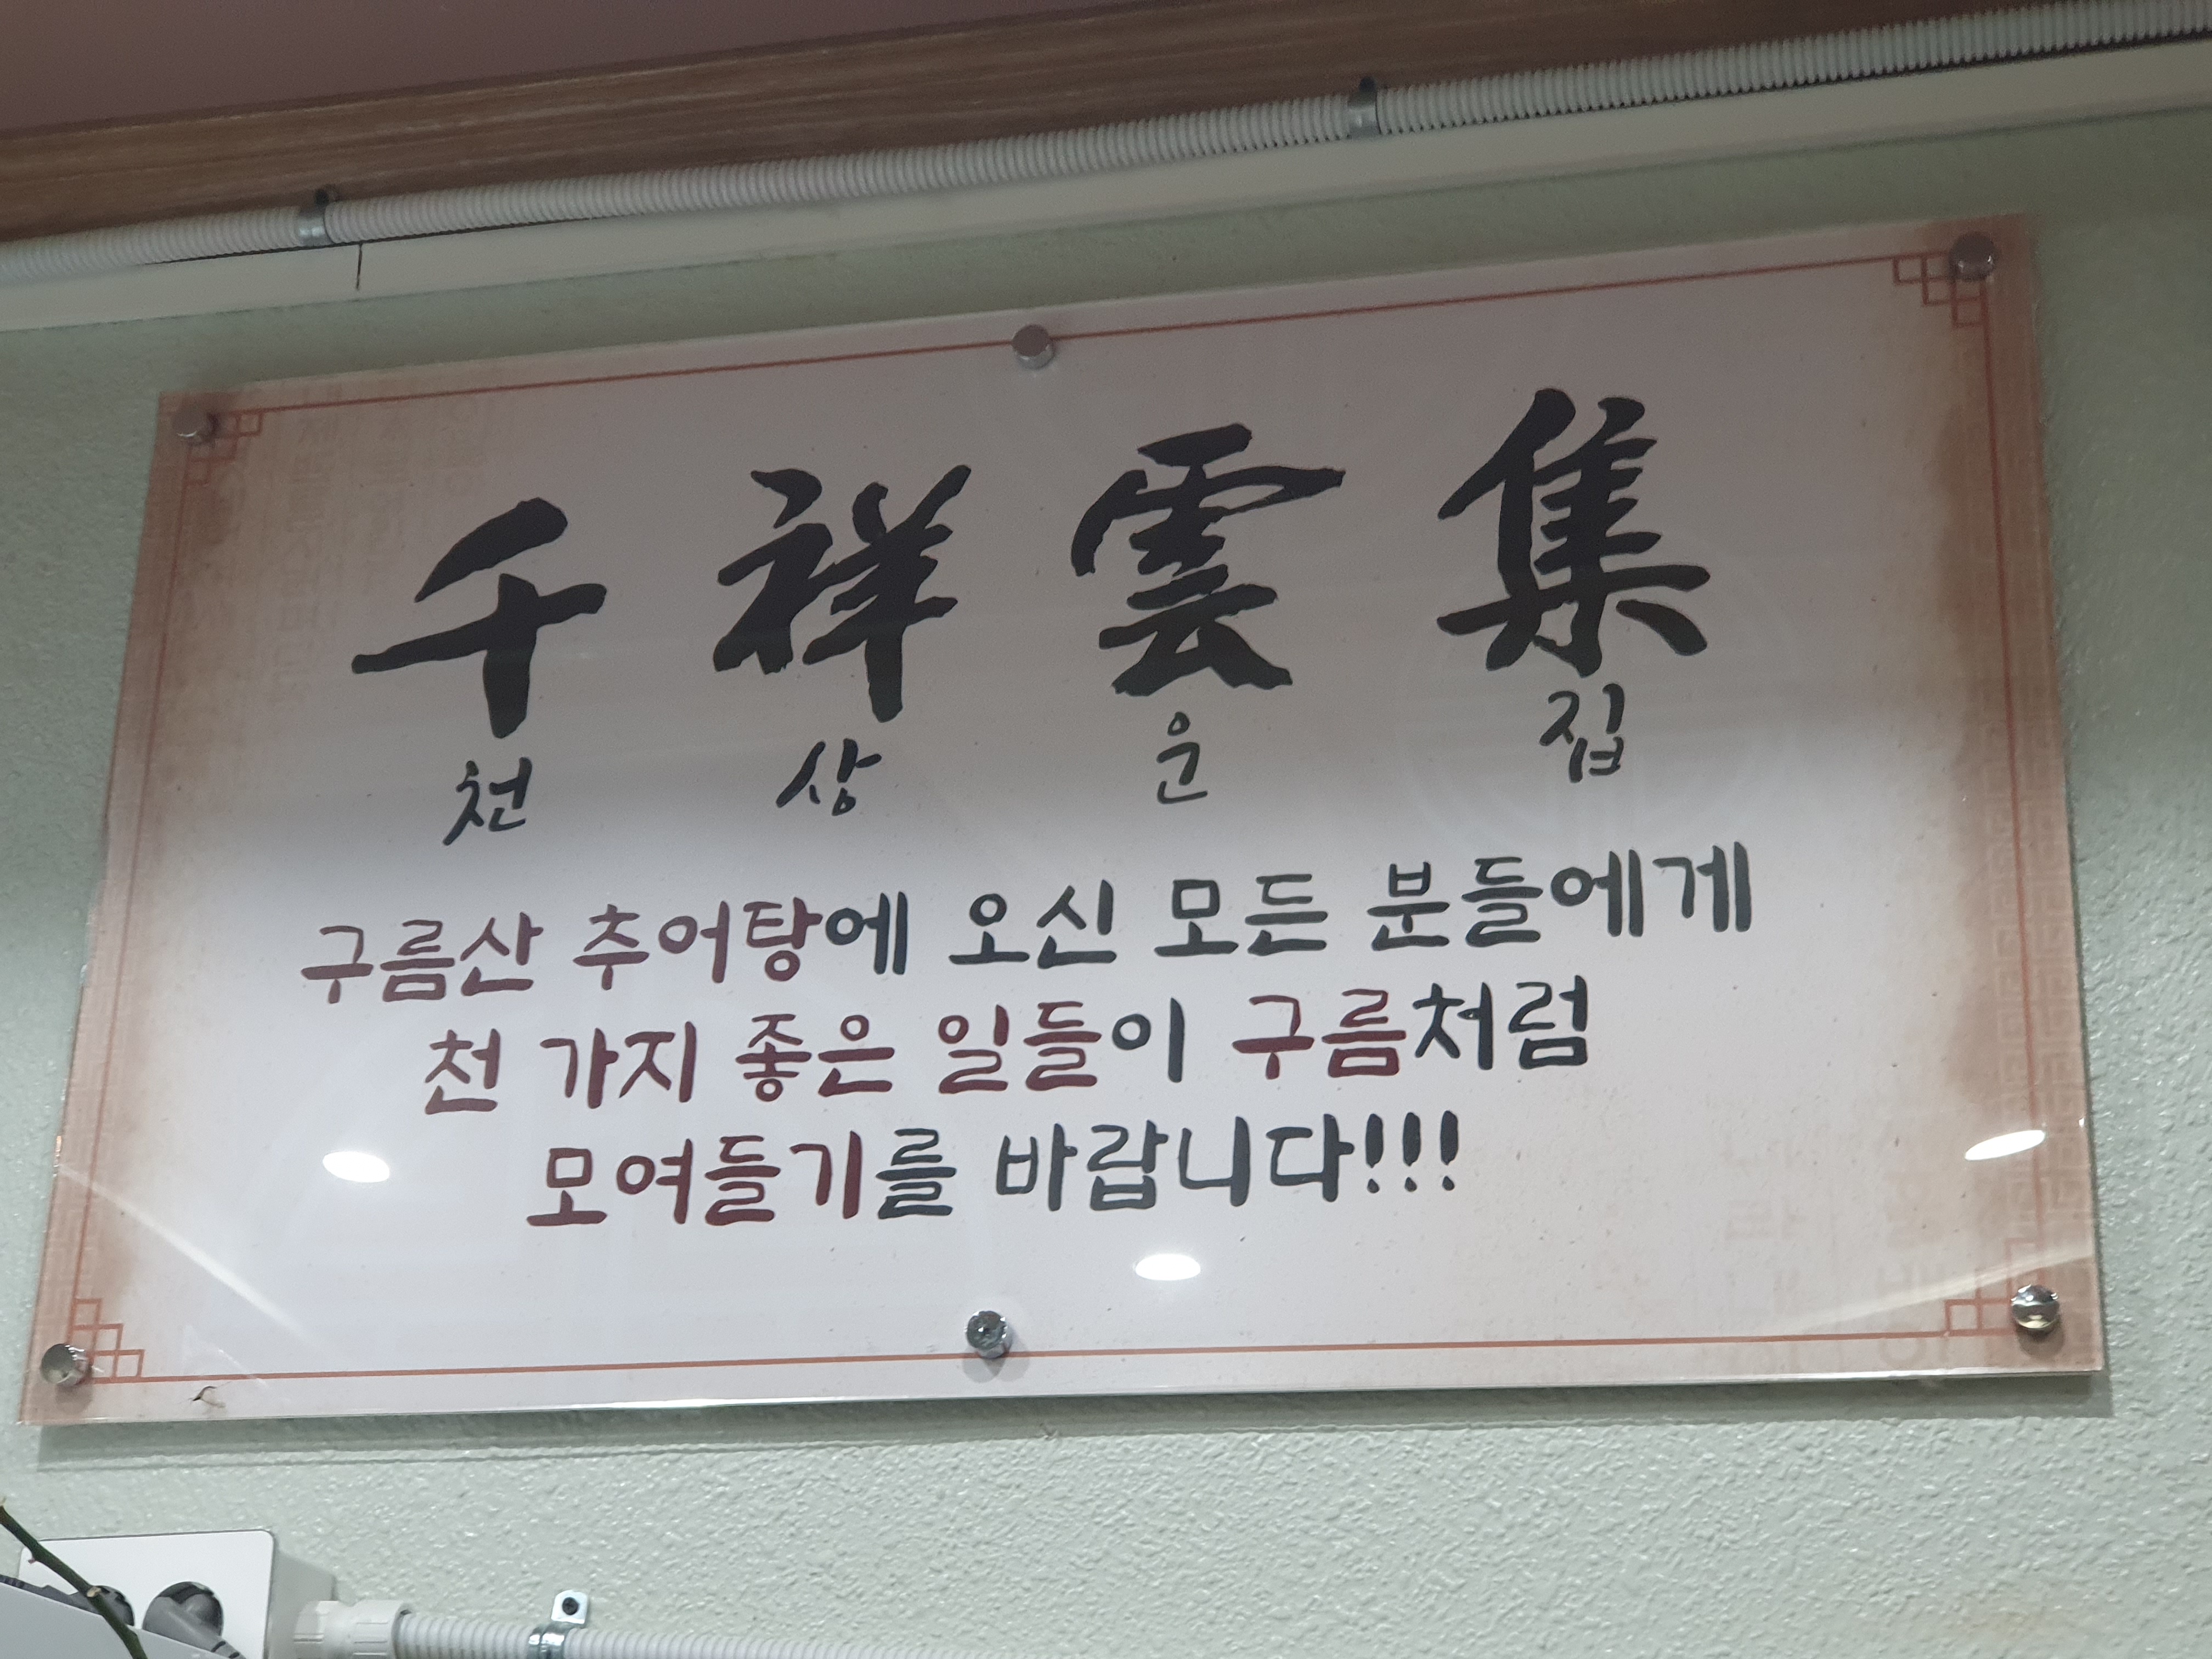 千 祥 雲 集
천 상 운 집
구름산 추어탕에 오신 모든 분들에게
천 가지 좋은 일들이 구름처럼
모여들기를 바랍니다!!!